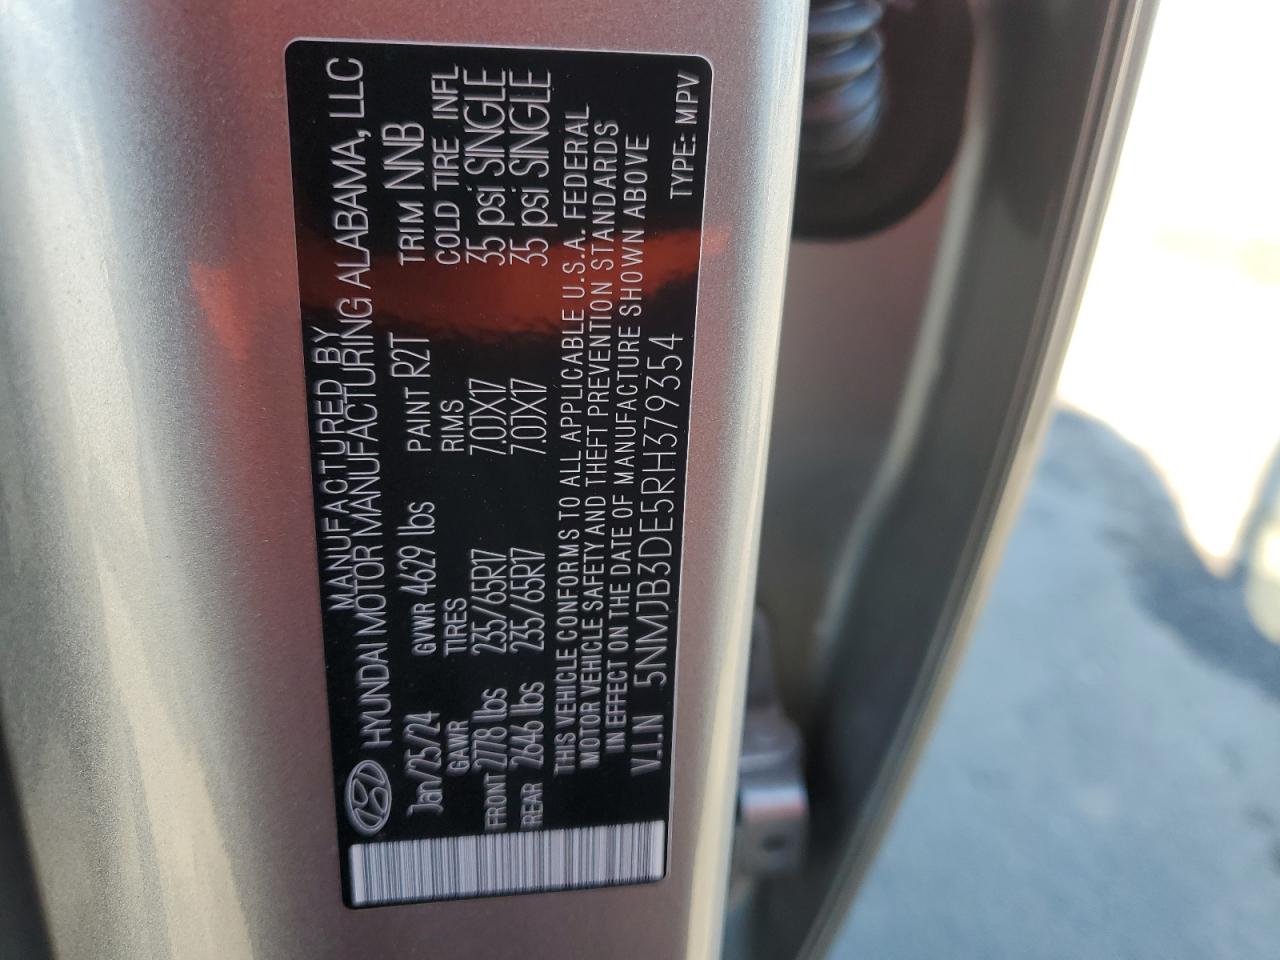 MANUFACTURED BY
HYUNDAI MOTOR MANUFACTURING ALABAMA, LLC
Jan/25/24 GVWR 4629 lbs PAINT R2T TRIM NNB
GAWR TIRES RIMS COLD TIRE INFL
FRONT 2778 lbs 235/65R17 7.0JX17 35 psi SINGLE
REAR 2646 lbs 235/65R17 7.0JX17 35 psi SINGLE
THIS VEHICLE CONFORMS TO ALL APPLICABLE U.S.A. FEDERAL
MOTOR VEHICLE SAFETY AND THEFT PREVENTION STANDARDS
IN EFFECT ON THE DATE OF MANUFACTURE SHOWN ABOVE
V.I.N 5NMJB3DE5RH379354 TYPE: MPV